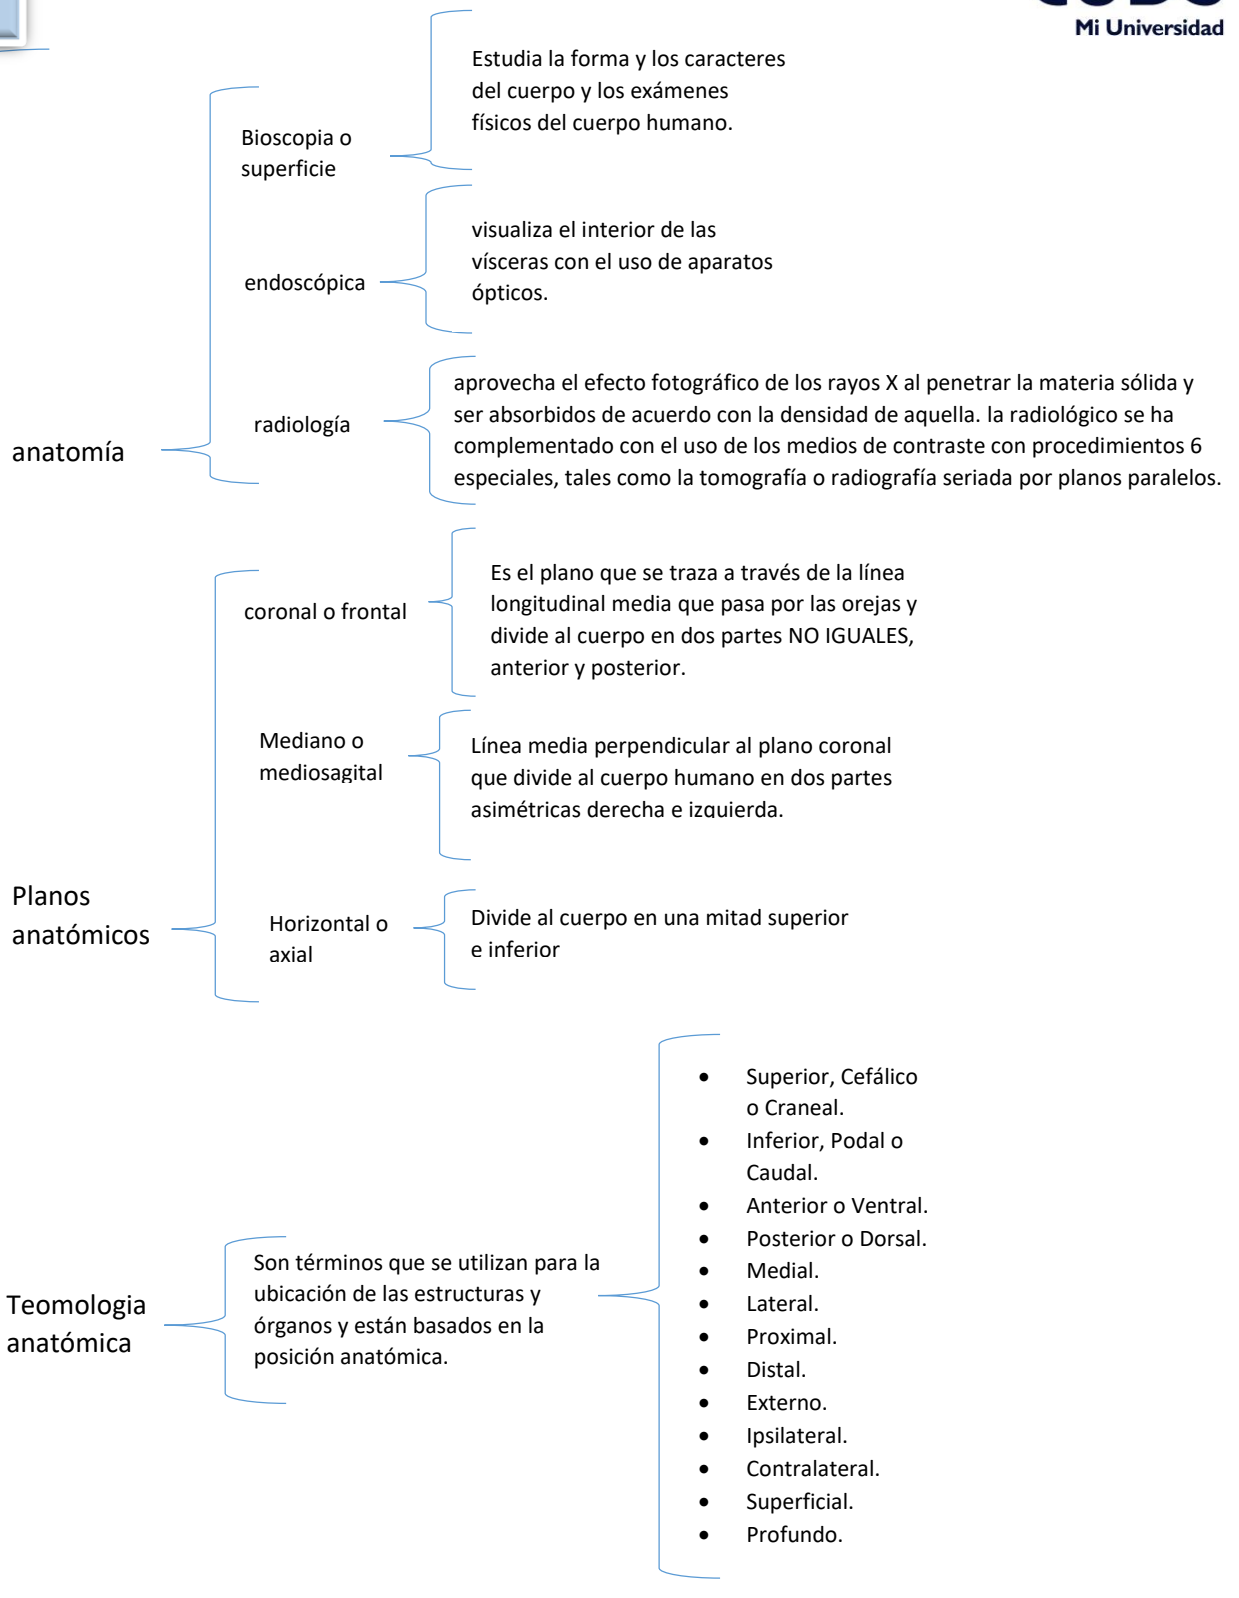 Mi Universidad
Estudia la forma y los caracteres
del cuerpo y los exámenes
físicos del cuerpo humano.
Bioscopia o
superficie
visualiza el interior de las
vísceras con el uso de aparatos
ópticos.
endoscópica
aprovecha el efecto fotográfico de los rayos X al penetrar la materia sólida y
ser absorbidos de acuerdo con la densidad de aquella. la radiológico se ha
complementado con el uso de los medios de contraste con procedimientos 6
especiales, tales como la tomografía o radiografía seriada por planos paralelos.
radiología
anatomía
Es el plano que se traza a través de la línea
longitudinal media que pasa por las orejas y
divide al cuerpo en dos partes NO IGUALES,
anterior y posterior.
coronal o frontal
Mediano o
mediosagital
Línea media perpendicular al plano coronal
que divide al cuerpo humano en dos partes
asimétricas derecha e izquierda.
Planos
anatómicos
Horizontal o
axial
Divide al cuerpo en una mitad superior
e inferior
• Superior, Cefálico
o Craneal.
• Inferior, Podal o
Caudal.
• Anterior o Ventral.
• Posterior o Dorsal.
• Medial.
• Lateral.
• Proximal.
• Distal.
• Externo.
• Ipsilateral.
• Contralateral.
• Superficial.
• Profundo.
Son términos que se utilizan para la
ubicación de las estructuras y
órganos y están basados en la
posición anatómica.
Teomologia
anatómica